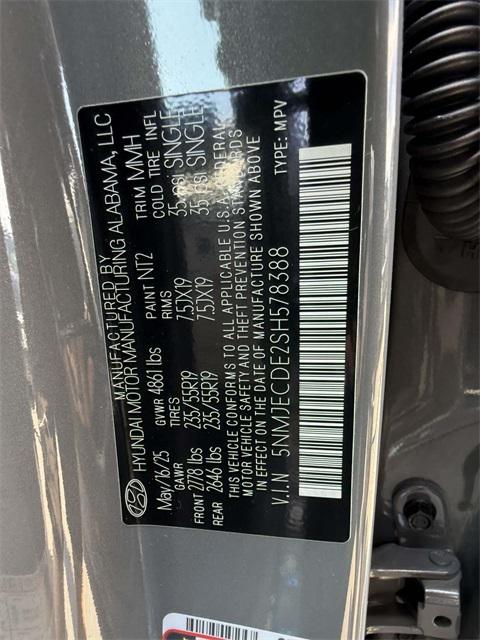 MANUFACTURED BY
HYUNDAI MOTOR MANUFACTURING ALABAMA, LLC
May/16/25 GVWR 4861 lbs PAINT NT2 TRIM MMH
GAWR TIRES RIMS COLD TIRE INFL
FRONT 2778 lbs 235/55R19 7.5JX19 35 psi SINGLE
REAR 2646 lbs 235/55R19 7.5JX19 35 psi SINGLE
THIS VEHICLE CONFORMS TO ALL APPLICABLE U.S.A FEDERAL
MOTOR VEHICLE SAFETY AND THEFT PREVENTION STANDARDS
IN EFFECT ON THE DATE OF MANUFACTURE SHOWN ABOVE
V.I.N 5NMJECDE2SH578388 TYPE: MPV